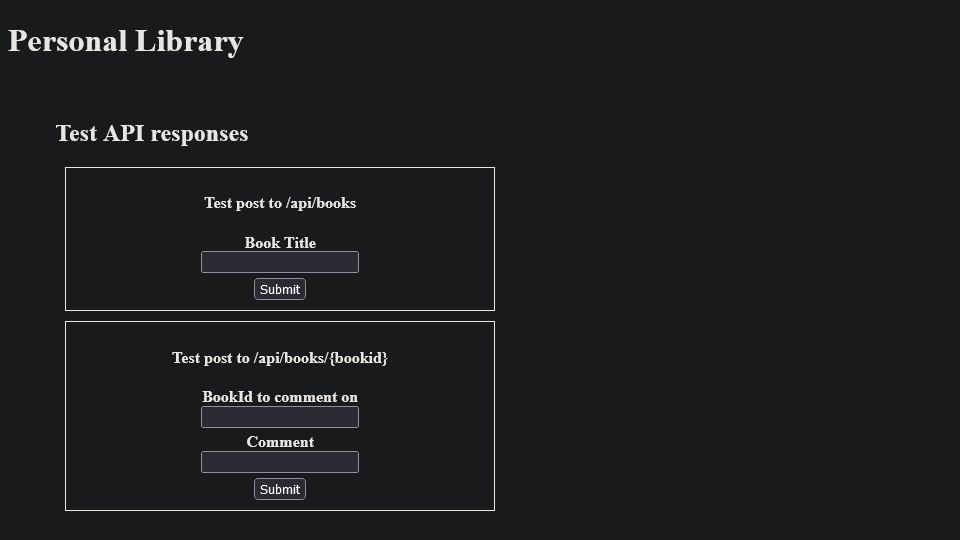 Personal Library
Test API responses
Test post to /api/books
Book Title
Submit
Test post to /api/books/{bookid}
BookId to comment on
Comment
Submit